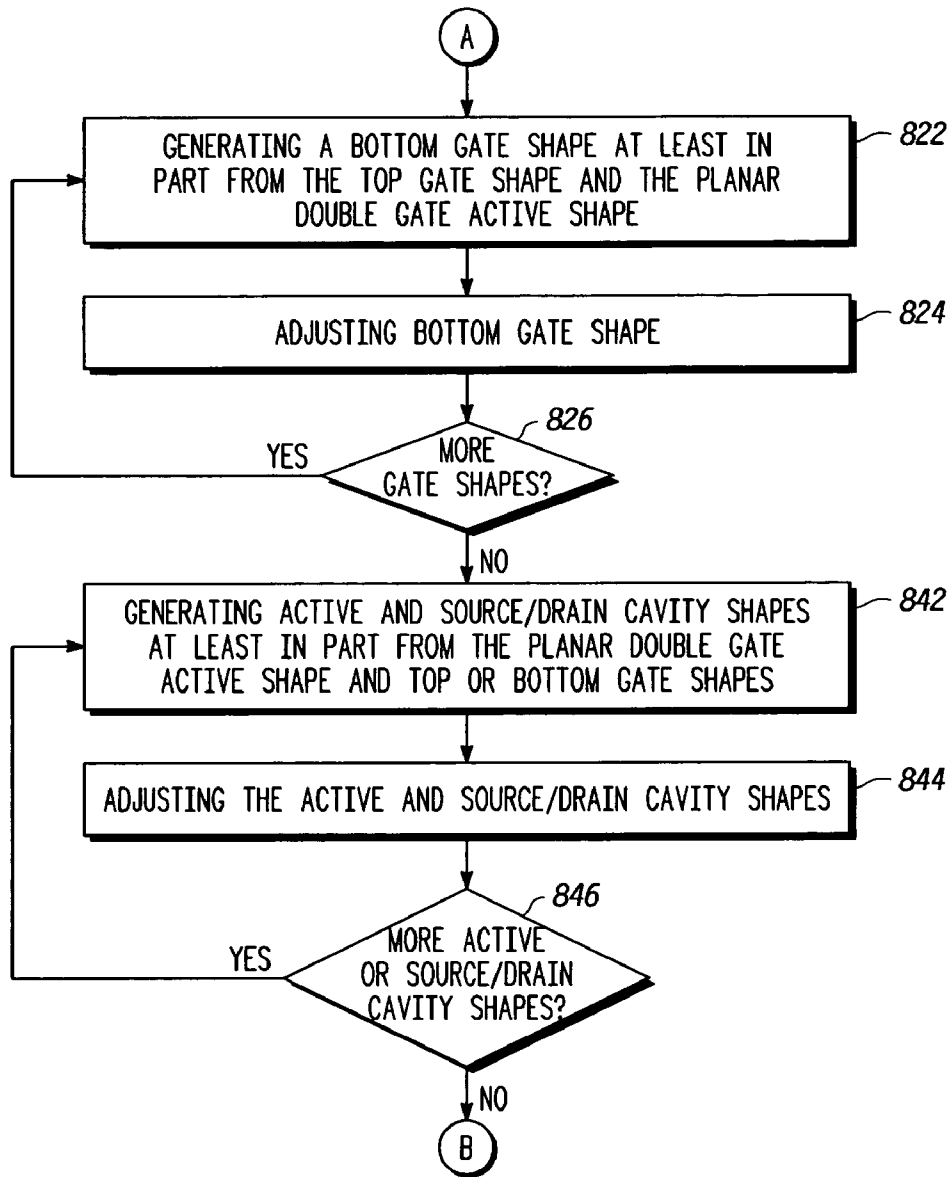 A
GENERATING A BOTTOM GATE SHAPE AT LEAST IN
PART FROM THE TOP GATE SHAPE AND THE PLANAR
DOUBLE GATE ACTIVE SHAPE
822
ADJUSTING BOTTOM GATE SHAPE
824
826
YES
MORE
GATE SHAPES?
NO
GENERATING ACTIVE AND SOURCE/DRAIN CAVITY SHAPES
AT LEAST IN PART FROM THE PLANAR DOUBLE GATE
ACTIVE SHAPE AND TOP OR BOTTOM GATE SHAPES
842
ADJUSTING THE ACTIVE AND SOURCE/DRAIN CAVITY SHAPES
844
846
YES
MORE ACTIVE
OR SOURCE/DRAIN
CAVITY SHAPES?
NO
B